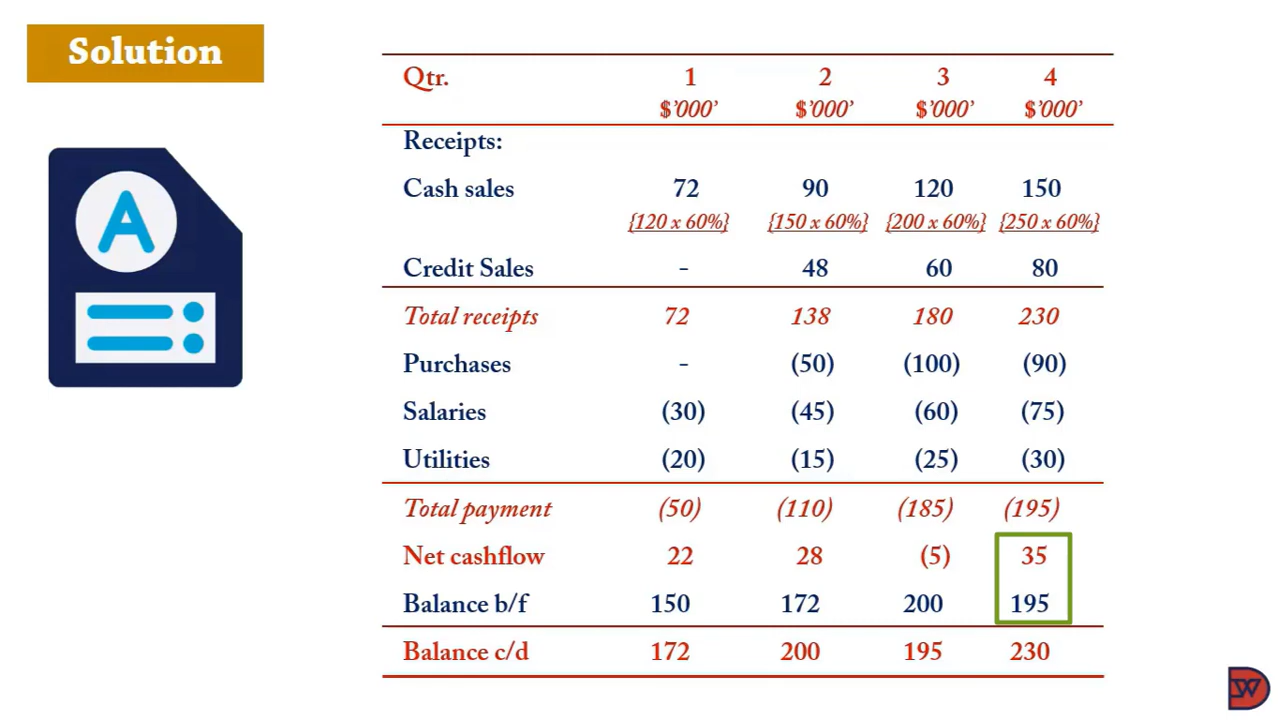 Solution
Qtr. 1 2 3 4
$'000' $'000' $'000' $'000'
Receipts:
Cash sales 72 90 120 150
{120 x 60%} {150 x 60%} {200 x 60%} {250 x 60%}
Credit Sales - 48 60 80
Total receipts 72 138 180 230
Purchases - (50) (100) (90)
Salaries (30) (45) (60) (75)
Utilities (20) (15) (25) (30)
Total payment (50) (110) (185) (195)
Net cashflow 22 28 (5) 35
Balance b/f 150 172 200 195
Balance c/d 172 200 195 230
A
DW